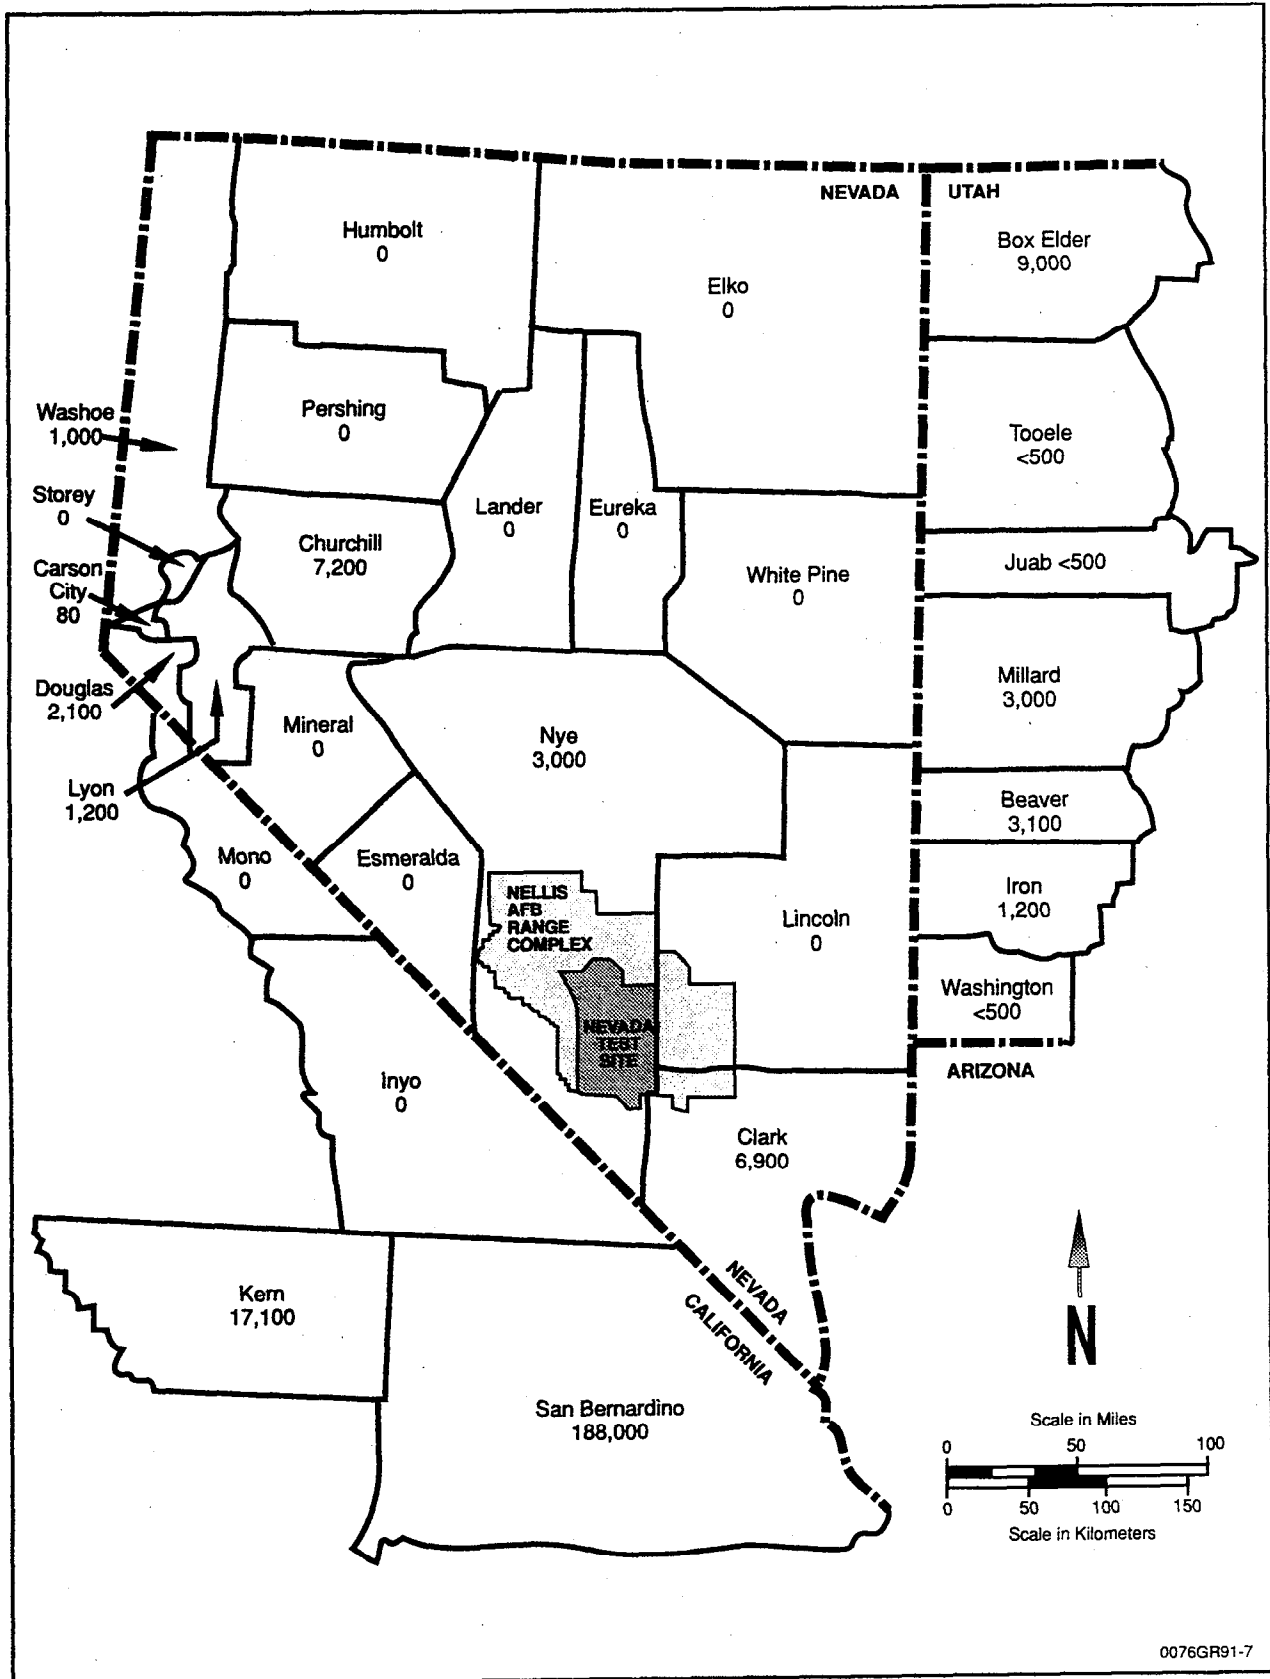 NEVADA
UTAH
Humbolt
0
Elko
0
Box Elder
9,000
Washoe
1,000
Pershing
0
Tooele
<500
Storey
0
Lander
0
Eureka
0
Churchill
7,200
Carson
City
80
White Pine
0
Juab <500
Douglas
2,100
Mineral
0
Nye
3,000
Millard
3,000
Lyon
1,200
Beaver
3,100
Mono
0
Esmeralda
0
NELLIS
AFB
RANGE
COMPLEX
Lincoln
0
Iron
1,200
Washington
<500
NEVADA
TEST
SITE
ARIZONA
Inyo
0
Clark
6,900
Kern
17,100
NEVADA
CALIFORNIA
N
San Bernardino
188,000
Scale in Miles
0 50 100
0 50 100 150
Scale in Kilometers
0076GR91-7